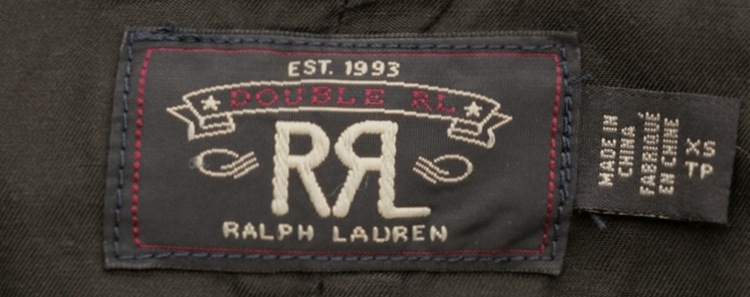 EST. 1993
DOUBLE RL
RRL
RALPH LAUREN
MADE IN
CHINA
FABRIQUÉ
EN CHINE
XS
TP